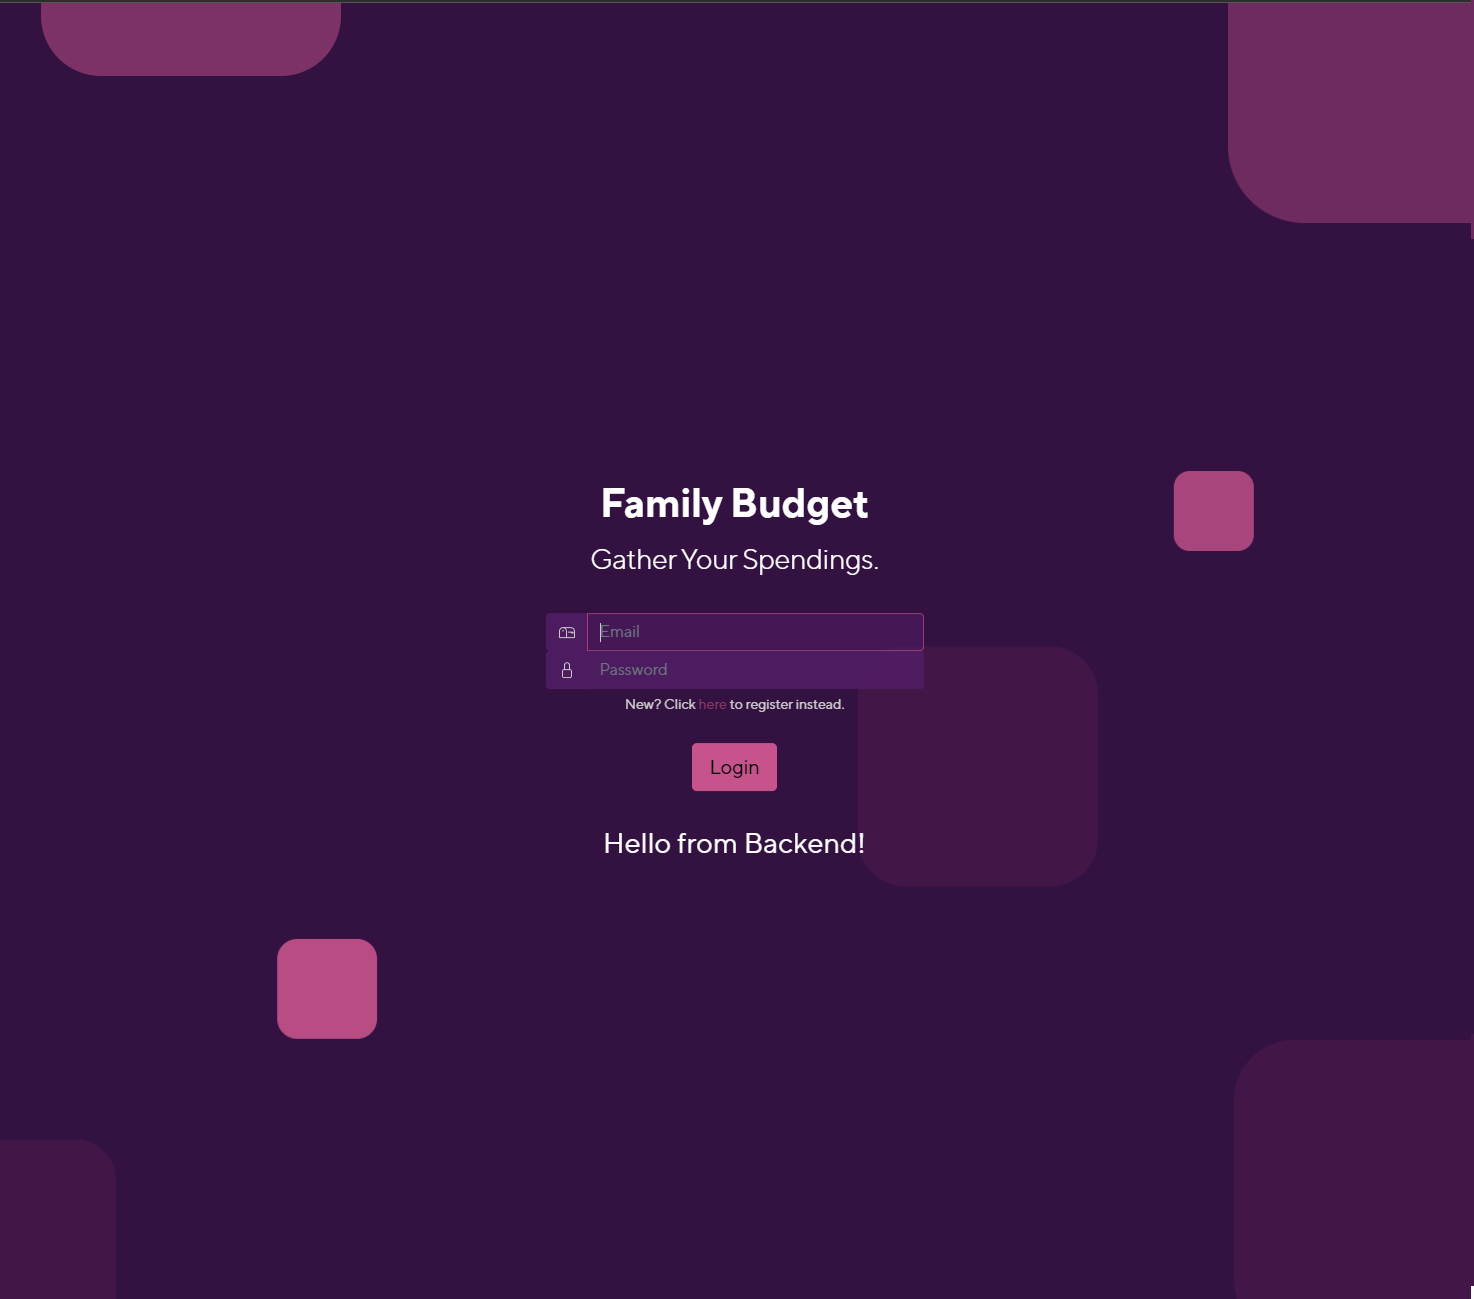 Family Budget
Gather Your Spendings.
Email
Password
New? Click here to register instead.
Login
Hello from Backend!